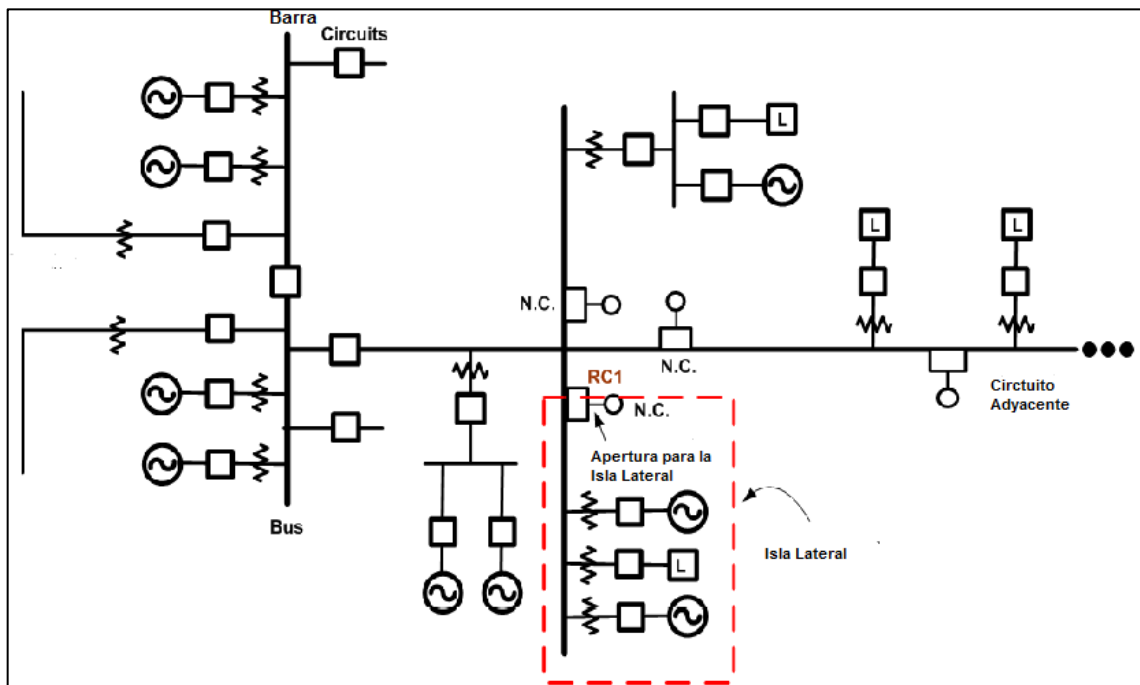 Barra
Circuits
L
L
L
N.C.
N.C.
RC1
N.C.
Circtuito
Adyacente
Apertura para la
Isla Lateral
Bus
L
Isla Lateral